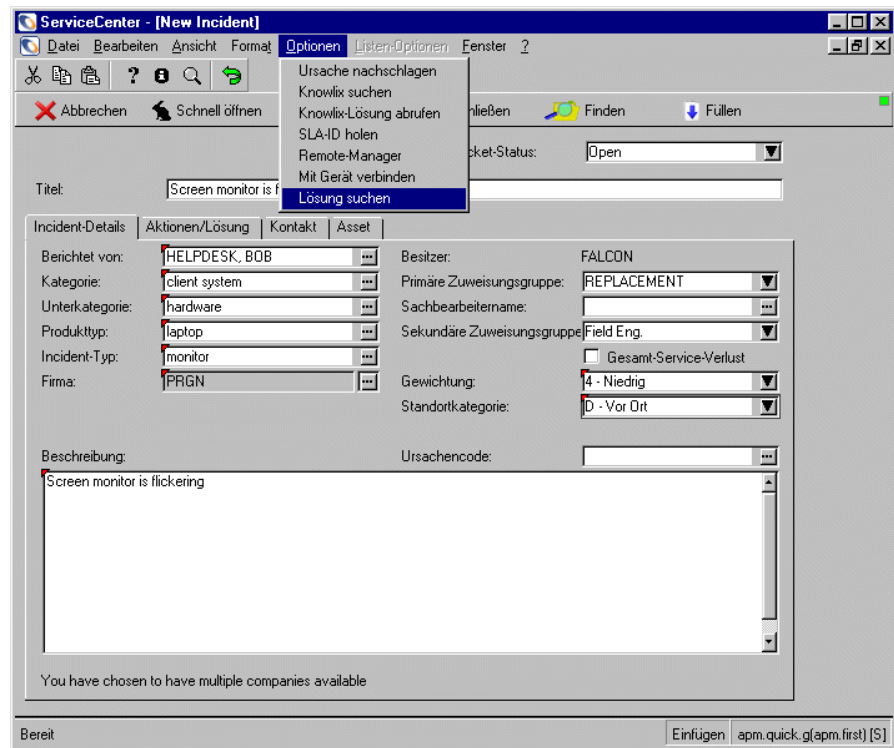 ServiceCenter - [New Incident]
Datei Bearbeiten Ansicht Format Optionen Listen-Optionen Fenster ?
Ursache nachschlagen
Knowlix suchen
Knowlix-Lösung abrufen
SLA-ID holen
Remote-Manager
Mit Gerät verbinden
Lösung suchen
Abbrechen Schnell öffnen Finden Füllen
Open
Titel: Screen monitor is
Incident-Details Aktionen/Lösung Kontakt Asset
Berichtet von: HELPDESK, BOB Besitzer: FALCON
Kategorie: client system Primäre Zuweisungsgruppe: REPLACEMENT
Unterkategorie: hardware Sachbearbeitername:
Produkttyp: laptop Sekundäre Zuweisungsgruppe Field Eng.
Incident-Typ: monitor Gesamt-Service-Verlust
Firma: PRGN Gewichtung: 4 - Niedrig
Standortkategorie: D - Vor Ort
Beschreibung: Ursachencode:
Screen monitor is flickering
You have chosen to have multiple companies available
Bereit Einfügen apm.quick.g(apm.first) [S]